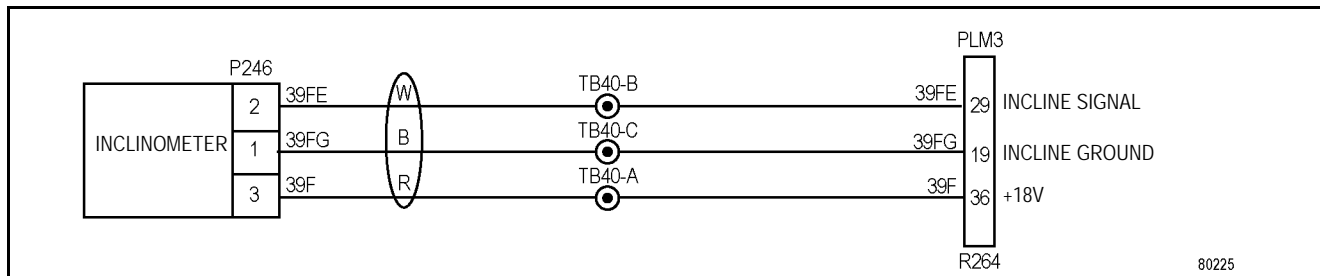 PLM3
P246
2 39FE W TB40-B 39FE 29 INCLINE SIGNAL
INCLINOMETER 1 39FG B TB40-C 39FG 19 INCLINE GROUND
3 39F R TB40-A 39F 36 +18V
R264
80225